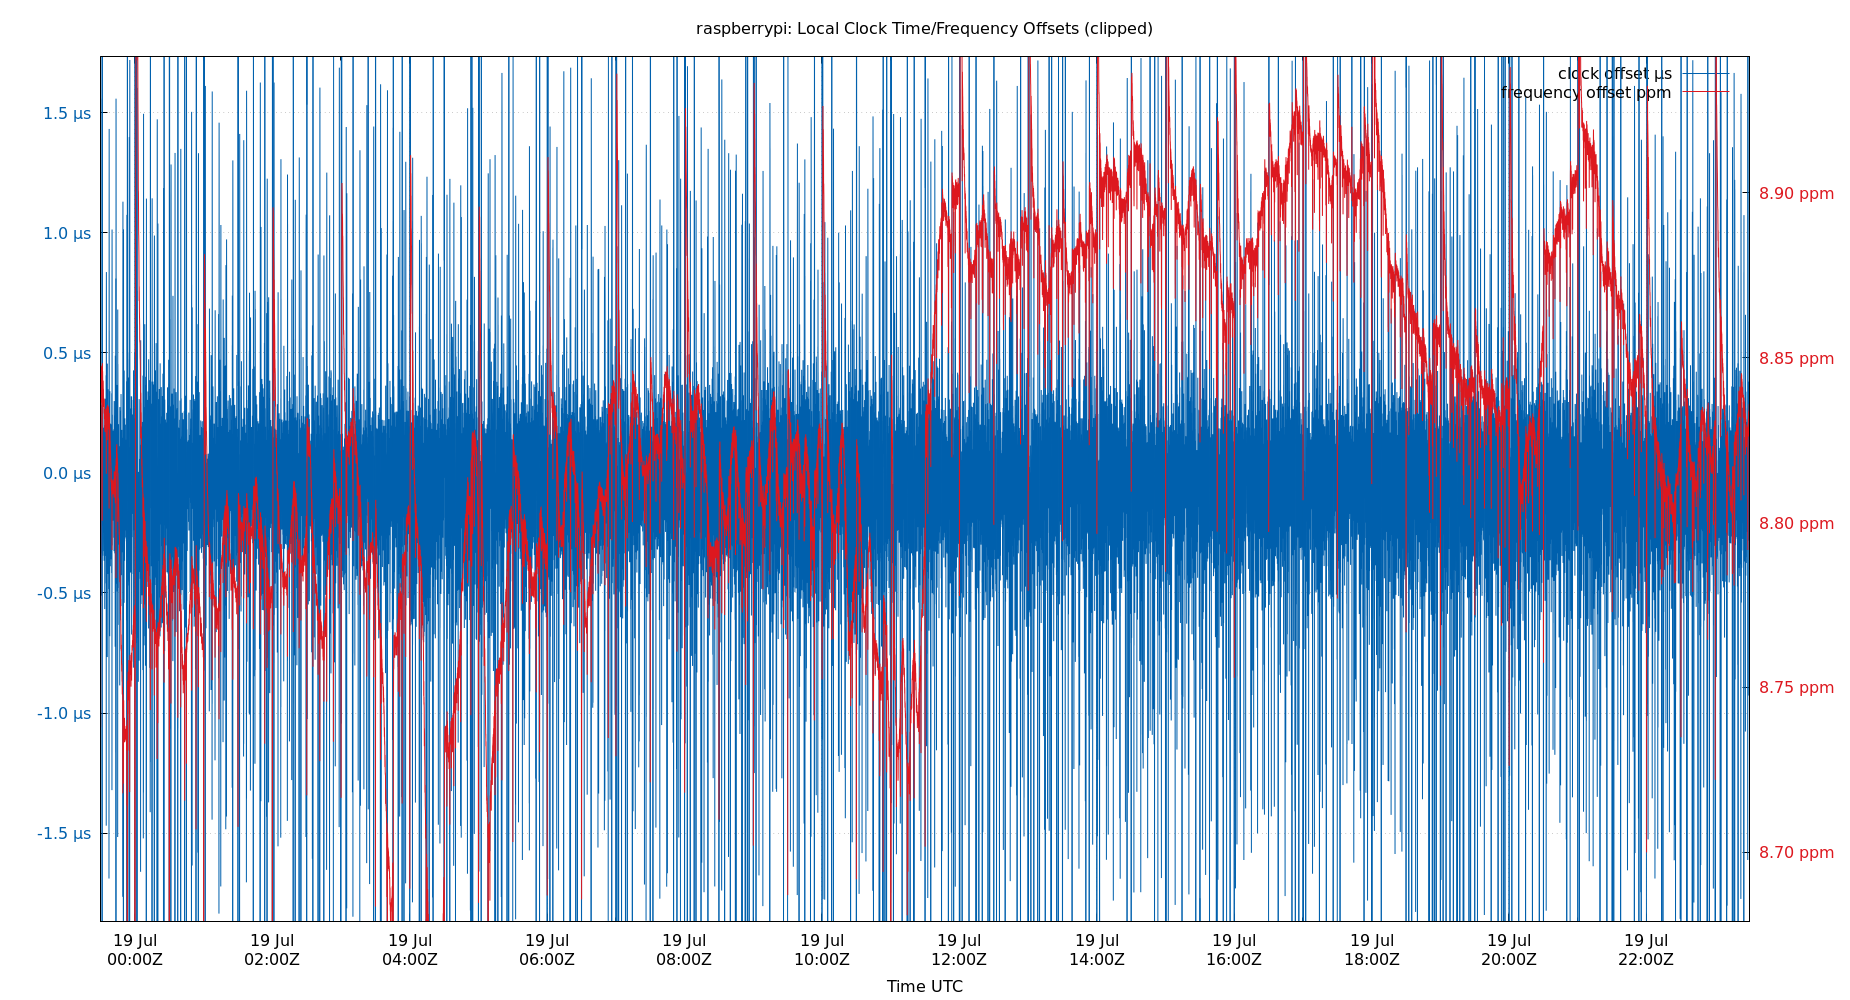 raspberrypi: Local Clock Time/Frequency Offsets (clipped)
clock offset µs
frequency offset ppm
1.5 µs
1.0 µs
0.5 µs
0.0 µs
-0.5 µs
-1.0 µs
-1.5 µs
8.90 ppm
8.85 ppm
8.80 ppm
8.75 ppm
8.70 ppm
19 Jul 19 Jul 19 Jul 19 Jul 19 Jul 19 Jul 19 Jul 19 Jul 19 Jul 19 Jul 19 Jul 19 Jul
00:00Z 02:00Z 04:00Z 06:00Z 08:00Z 10:00Z 12:00Z 14:00Z 16:00Z 18:00Z 20:00Z 22:00Z
Time UTC